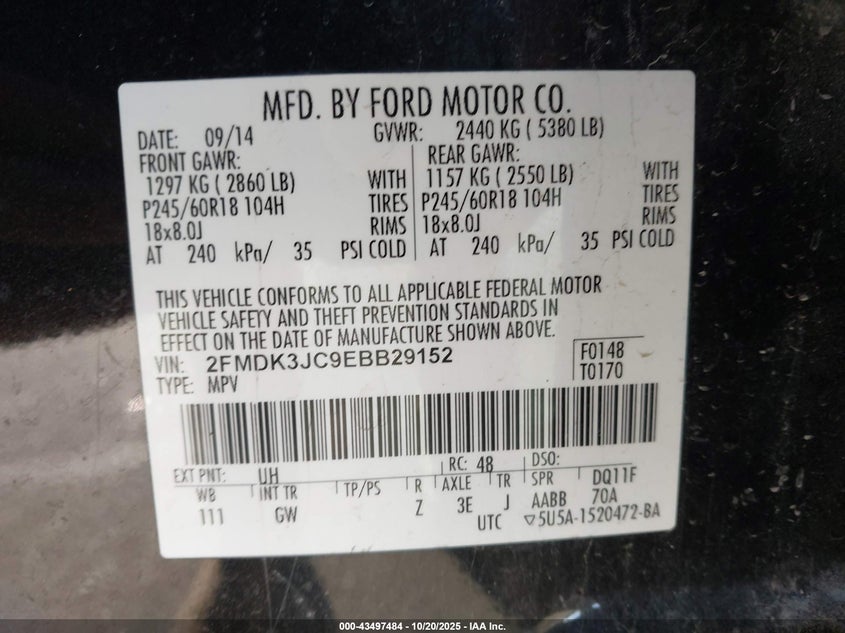 MFD. BY FORD MOTOR CO.
DATE: 09/14 GVWR: 2440 KG ( 5380 LB)
FRONT GAWR: REAR GAWR:
1297 KG ( 2860 LB) WITH 1157 KG ( 2550 LB) WITH
P245/60R18 104H TIRES P245/60R18 104H TIRES
18x8.0J RIMS 18x8.0J RIMS
AT 240 kPa/ 35 PSI COLD AT 240 kPa/ 35 PSI COLD
THIS VEHICLE CONFORMS TO ALL APPLICABLE FEDERAL MOTOR
VEHICLE SAFETY AND THEFT PREVENTION STANDARDS IN
EFFECT ON THE DATE OF MANUFACTURE SHOWN ABOVE.
VIN: 2FMDK3JC9EBB29152 F0148
TYPE: MPV T0170
EXT PNT: UH RC: 48 DSO:
WB INT TR TP/PS R AXLE TR SPR DQ11F
111 GW Z 3E J AABB 70A
UTC ▽5U5A-1520472-BA
000-43497484 - 10/20/2025 - IAA Inc.